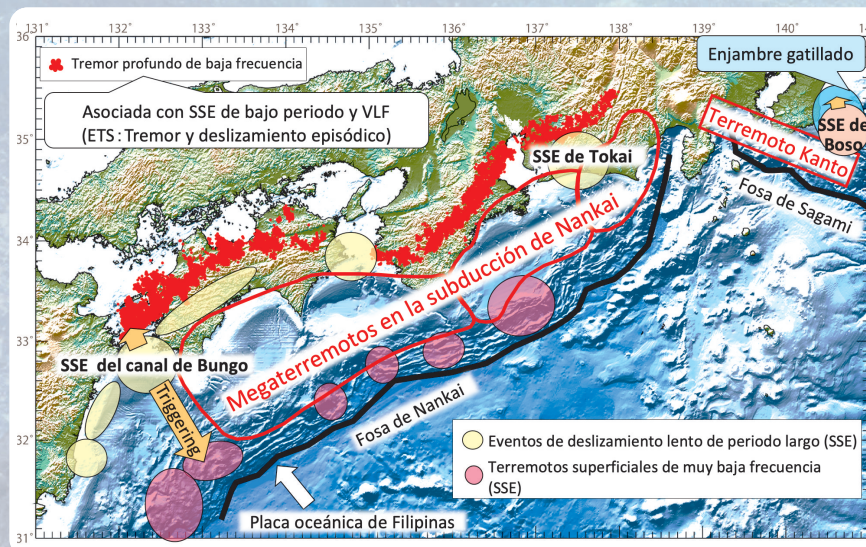 131°
132°
133°
134°
135°
136°
137°
138°
139°
140°
36°
35°
34°
33°
32°
31°
Tremor profundo de baja frecuencia
Asociada con SSE de bajo periodo y VLF
(ETS: Tremor y deslizamiento episódico)
Enjambre gatillado
SSE de
Boso
Terremoto Kanto
Fosa de Sagami
SSE de Tokai
Megaterremotos en la subducción de Nankai
SSE del canal de Bungo
Triggering
Fosa de Nankai
Placa oceánica de Filipinas
Eventos de deslizamiento lento de periodo largo (SSE)
Terremotos superficiales de muy baja frecuencia
(SSE)